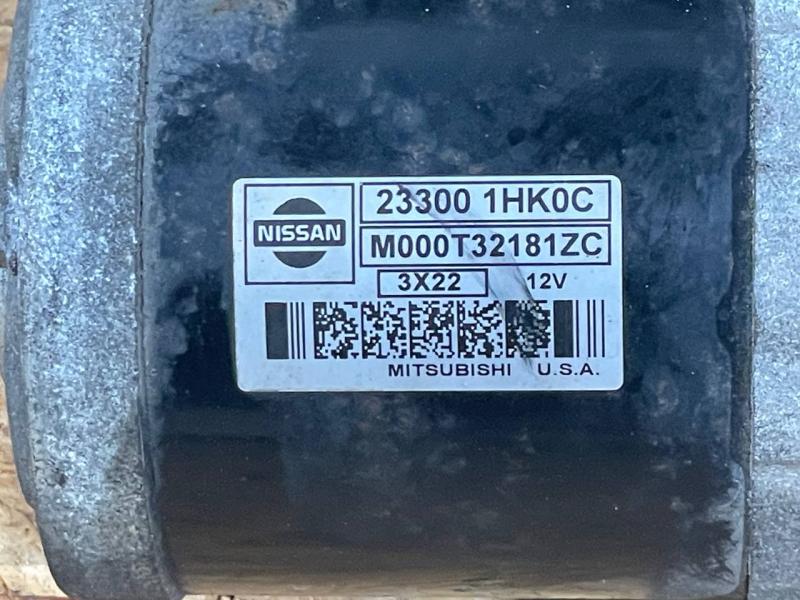 NISSAN
23300 1HK0C
M000T32181ZC
3X22 12V
MITSUBISHI U.S.A.